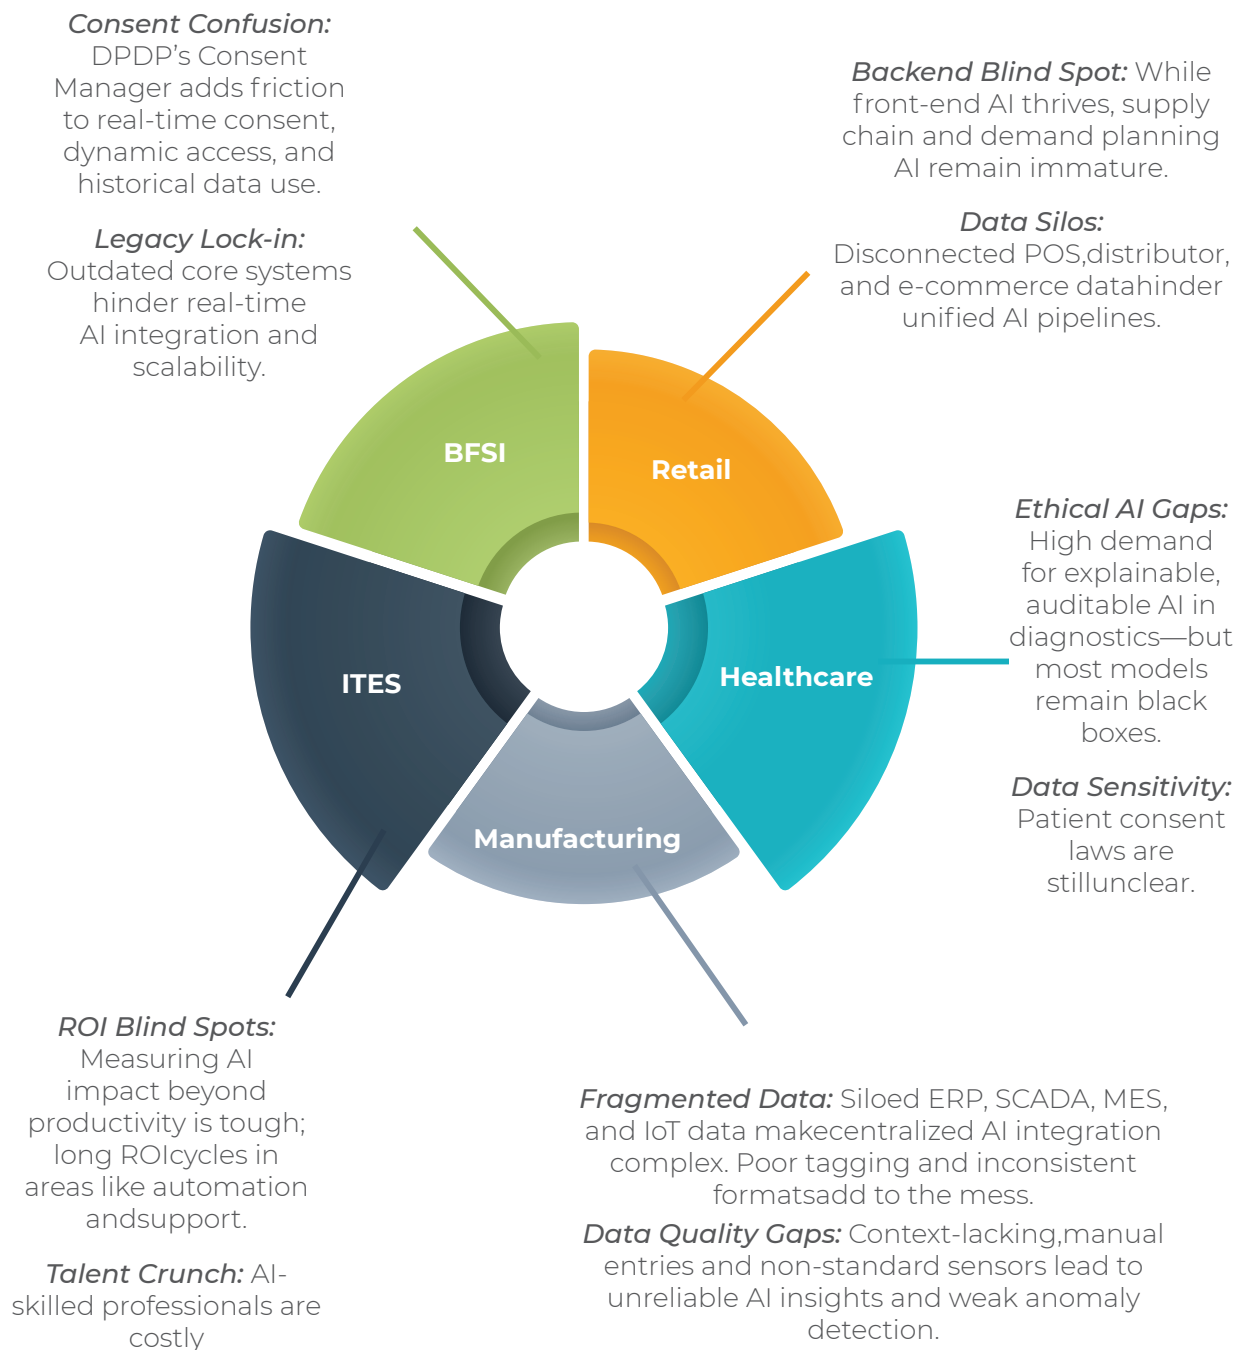 Consent Confusion:
DPDP’s Consent
Manager adds friction
to real-time consent,
dynamic access, and
historical data use.
Legacy Lock-in:
Outdated core systems
hinder real-time
AI integration and
scalability.
Backend Blind Spot: While
front-end AI thrives, supply
chain and demand planning
AI remain immature.
Data Silos:
Disconnected POS,distributor,
and e-commerce datahinder
unified AI pipelines.
BFSI
Retail
Ethical AI Gaps:
High demand
for explainable,
auditable AI in
diagnostics—but
most models
remain black
boxes.
Data Sensitivity:
Patient consent
laws are
stillunclear.
ITES
Healthcare
Manufacturing
ROI Blind Spots:
Measuring AI
impact beyond
productivity is tough;
long ROIcycles in
areas like automation
andsupport.
Talent Crunch: AI-
skilled professionals are
costly
Fragmented Data: Siloed ERP, SCADA, MES,
and IoT data makecentralized AI integration
complex. Poor tagging and inconsistent
formatsadd to the mess.
Data Quality Gaps: Context-lacking,manual
entries and non-standard sensors lead to
unreliable AI insights and weak anomaly
detection.